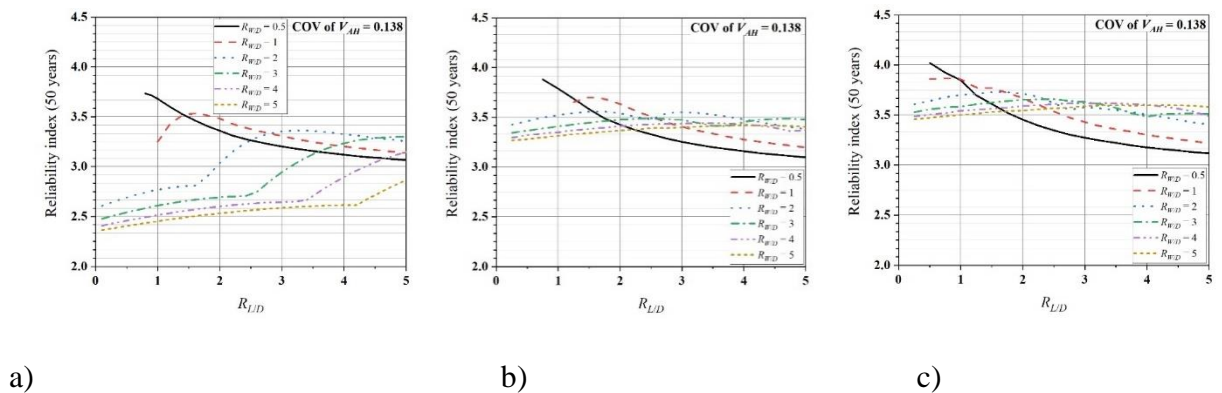 4.5
4.0
3.5
3.0
2.5
2.0
Reliability index (50 years)
COV of V_AH = 0.138
R_W/D = 0.5
R_W/D = 1
R_W/D = 2
R_W/D = 3
R_W/D = 4
R_W/D = 5
0 1 2 3 4 5
R_L/D
4.5
4.0
3.5
3.0
2.5
2.0
Reliability index (50 years)
COV of V_AH = 0.138
R_W/D = 0.5
R_W/D = 1
R_W/D = 2
R_W/D = 3
R_W/D = 4
R_W/D = 5
0 1 2 3 4 5
R_L/D
4.5
4.0
3.5
3.0
2.5
2.0
Reliability index (50 years)
COV of V_AH = 0.138
R_W/D = 0.5
R_W/D = 1
R_W/D = 2
R_W/D = 3
R_W/D = 4
R_W/D = 5
0 1 2 3 4 5
R_L/D
a) b) c)